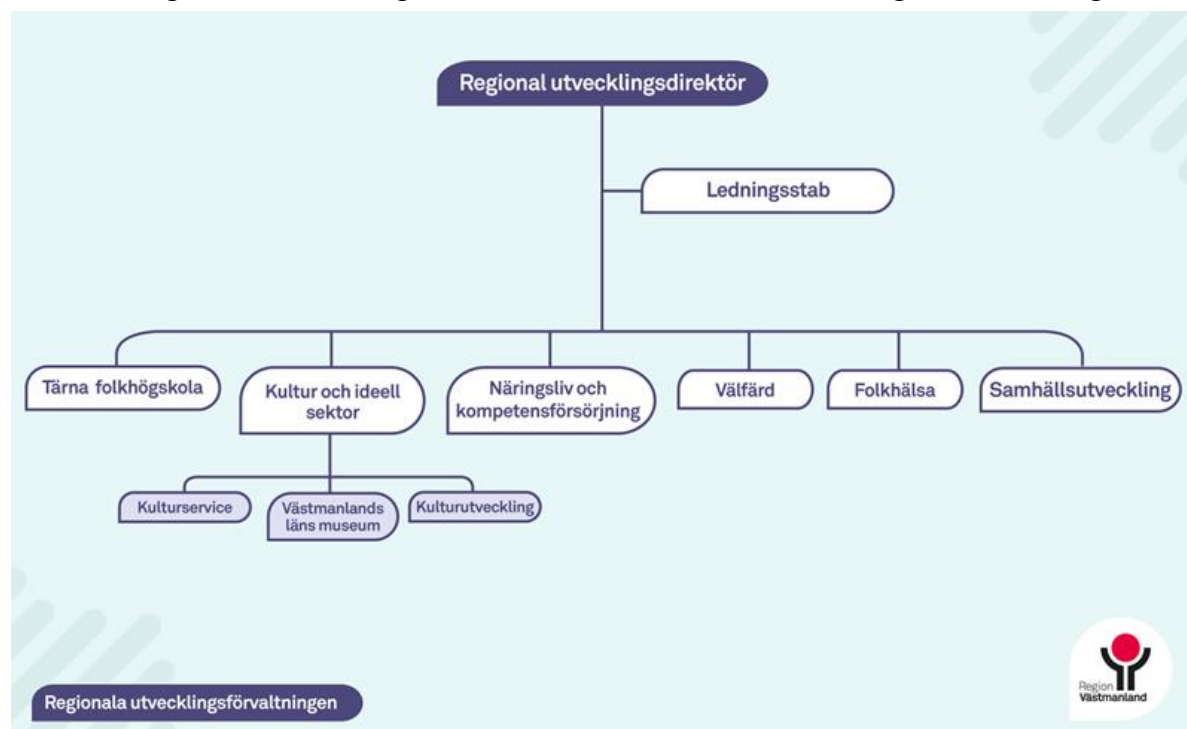 Regional utvecklingsdirektör
Ledningsstab
Tärna folkhögskola
Kultur och ideell
sektor
Näringsliv och
kompetensförsörjning
Välfärd
Folkhälsa
Samhällsutveckling
Kulturservice
Västmanlands
läns museum
Kulturutveckling
Regionala utvecklingsförvaltningen
Region
Västmanland